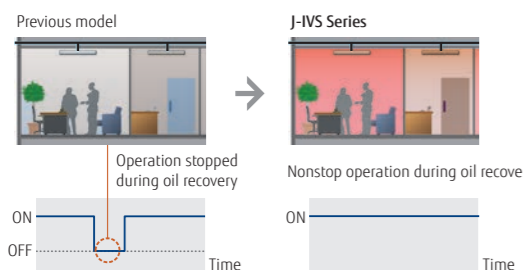 Previous model
J-IVS Series
Operation stopped
during oil recovery
Nonstop operation during oil recove
ON
OFF
Time
ON
Time